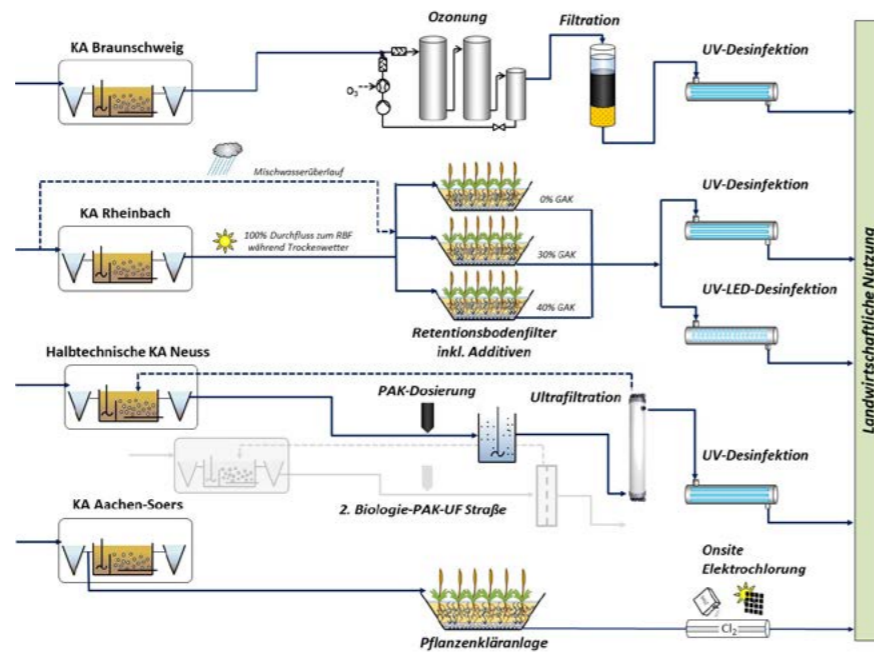 Ozonung
Filtration
KA Braunschweig
UV-Desinfektion
O3
Mischwasserüberlauf
KA Rheinbach
100% Durchfluss zum RBF
während Trockenwetter
0% GAK
30% GAK
40% GAK
UV-Desinfektion
UV-LED-Desinfektion
Retentionsbodenfilter
inkl. Additiven
Halbtechnische KA Neuss
PAK-Dosierung
Ultrafiltration
UV-Desinfektion
2. Biologie-PAK-UF Straße
KA Aachen-Soers
Onsite
Elektrochlorung
Cl2
Pflanzenkläranlage
Landwirtschaftliche Nutzung